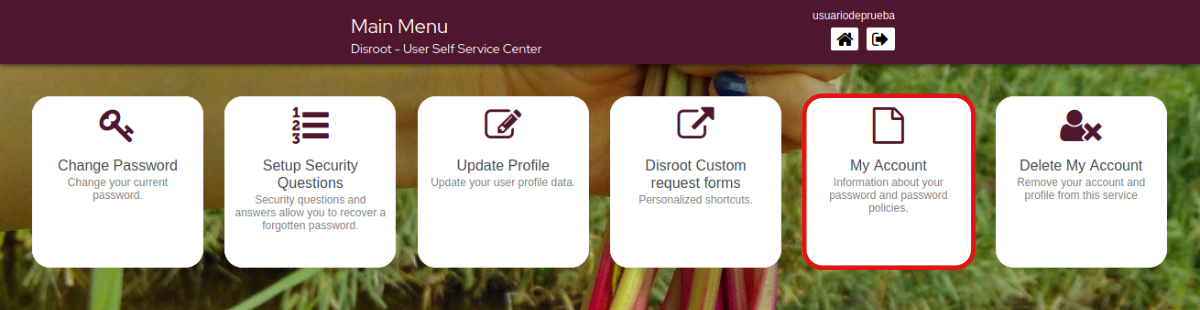 Main Menu
Disroot - User Self Service Center
usuariodeprueba
Change Password
Change your current
password.
Setup Security
Questions
Security questions and
answers allow you to recover a
forgotten password.
Update Profile
Update your user profile data.
Disroot Custom
request forms
Personalized shortcuts.
My Account
Information about your
password and password
policies.
Delete My Account
Remove your account and
profile from this service